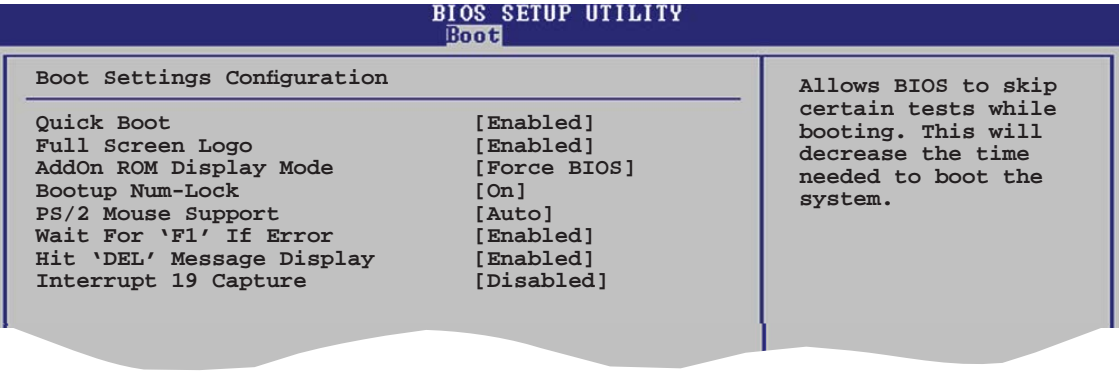 BIOS SETUP UTILITY
Boot
Boot Settings Configuration
Quick Boot [Enabled]
Full Screen Logo [Enabled]
AddOn ROM Display Mode [Force BIOS]
Bootup Num-Lock [On]
PS/2 Mouse Support [Auto]
Wait For ‘F1’ If Error [Enabled]
Hit ‘DEL’ Message Display [Enabled]
Interrupt 19 Capture [Disabled]
Allows BIOS to skip
certain tests while
booting. This will
decrease the time
needed to boot the
system.